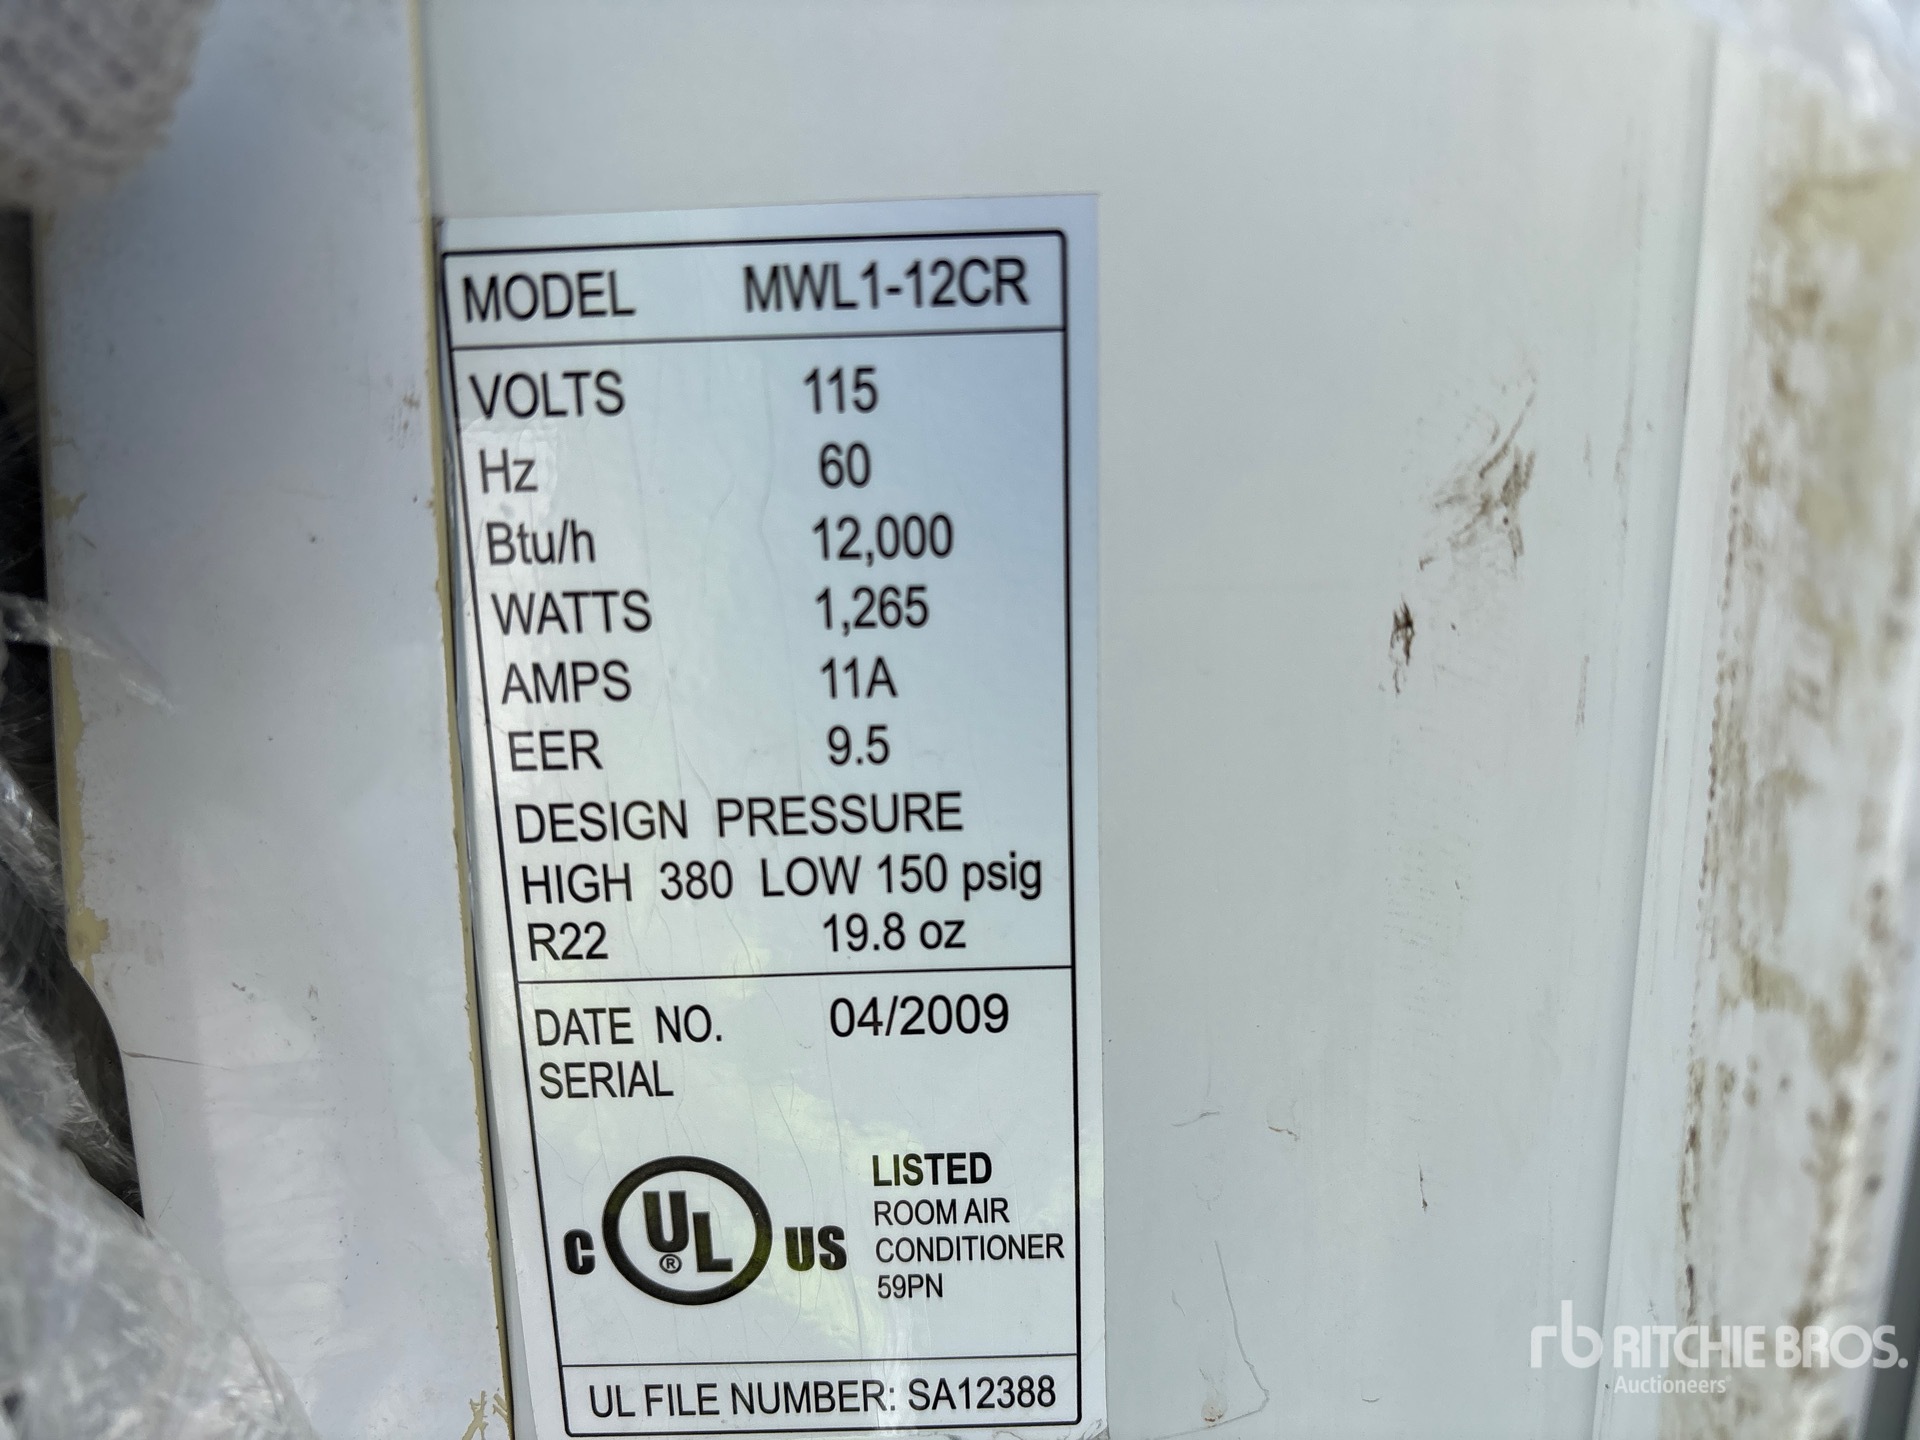 MODEL MWL1-12CR
VOLTS 115
Hz 60
Btu/h 12,000
WATTS 1,265
AMPS 11A
EER 9.5
DESIGN PRESSURE
HIGH 380 LOW 150 psig
R22 19.8 oz
DATE NO. 04/2009
SERIAL
C UL® US
LISTED
ROOM AIR
CONDITIONER
59PN
UL FILE NUMBER: SA12388
rb RITCHIE BROS.
Auctioneers